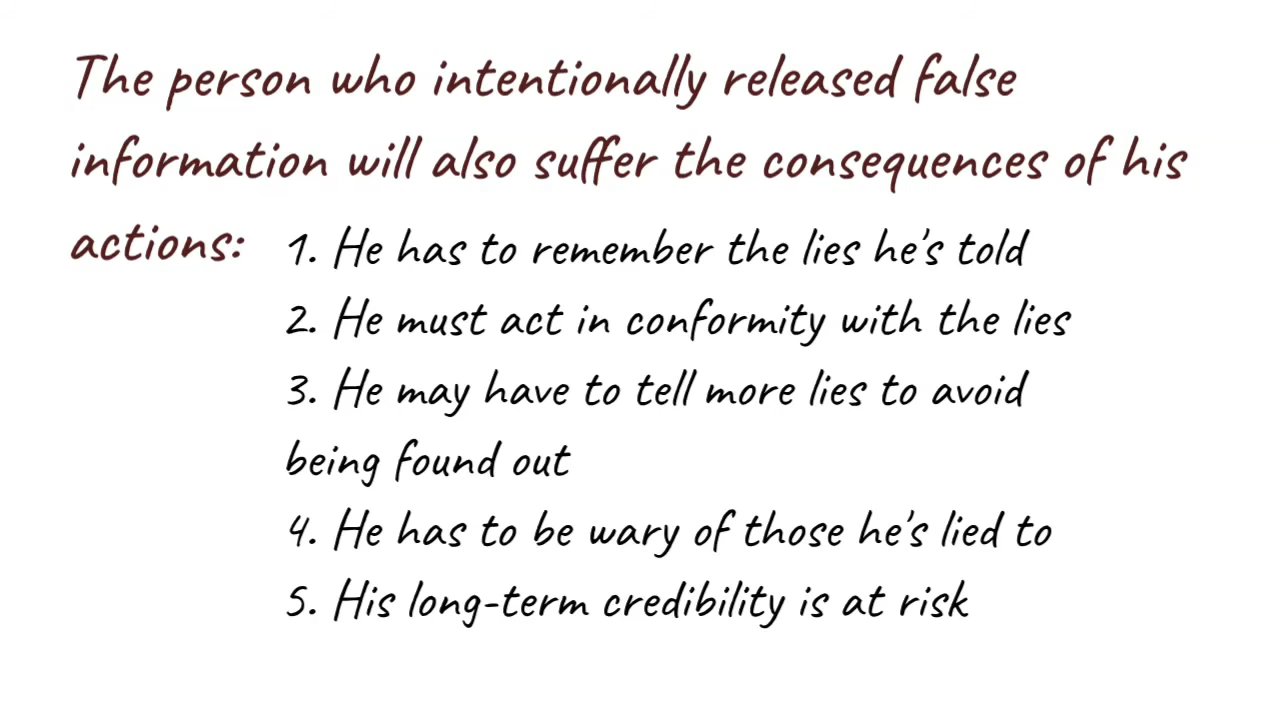 The person who intentionally released false
information will also suffer the consequences of his
actions: 1. He has to remember the lies he's told
2. He must act in conformity with the lies
3. He may have to tell more lies to avoid
being found out
4. He has to be wary of those he's lied to
5. His long-term credibility is at risk